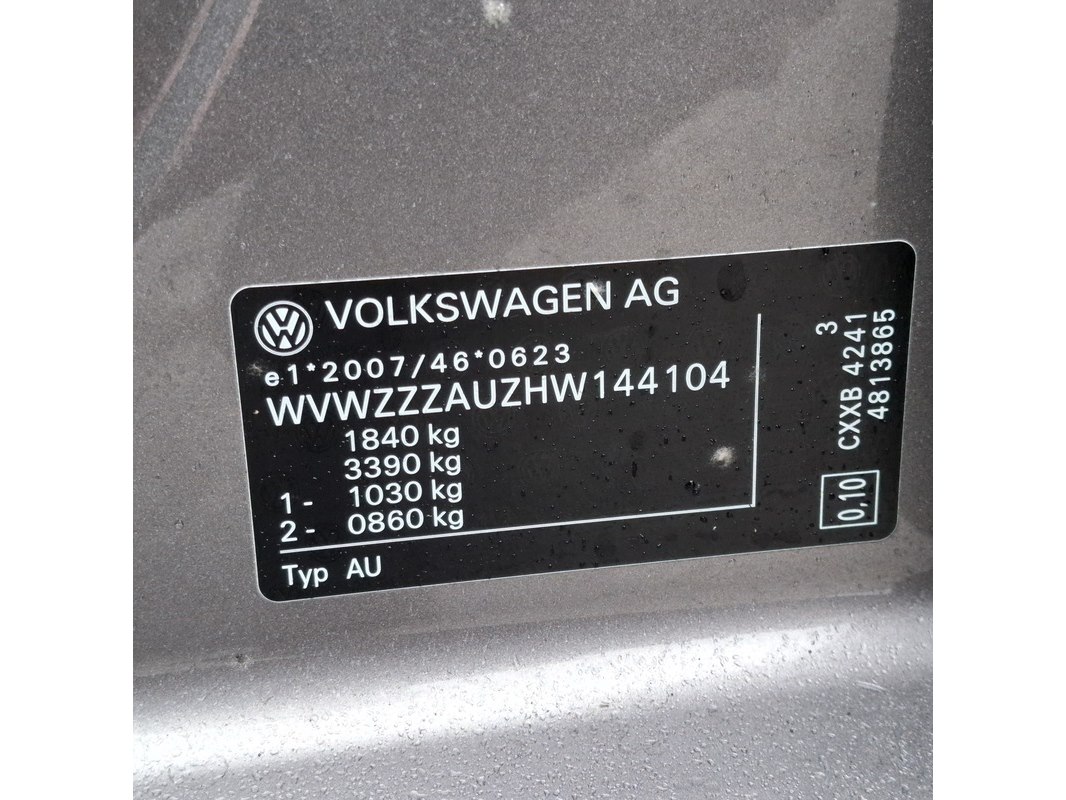 VOLKSWAGEN AG
e1*2007/46*0623
WVWZZZAUZHW144104
1840 kg
3390 kg
1- 1030 kg
2- 0860 kg
Typ AU
3
CXXB 4241
4813865
0,10